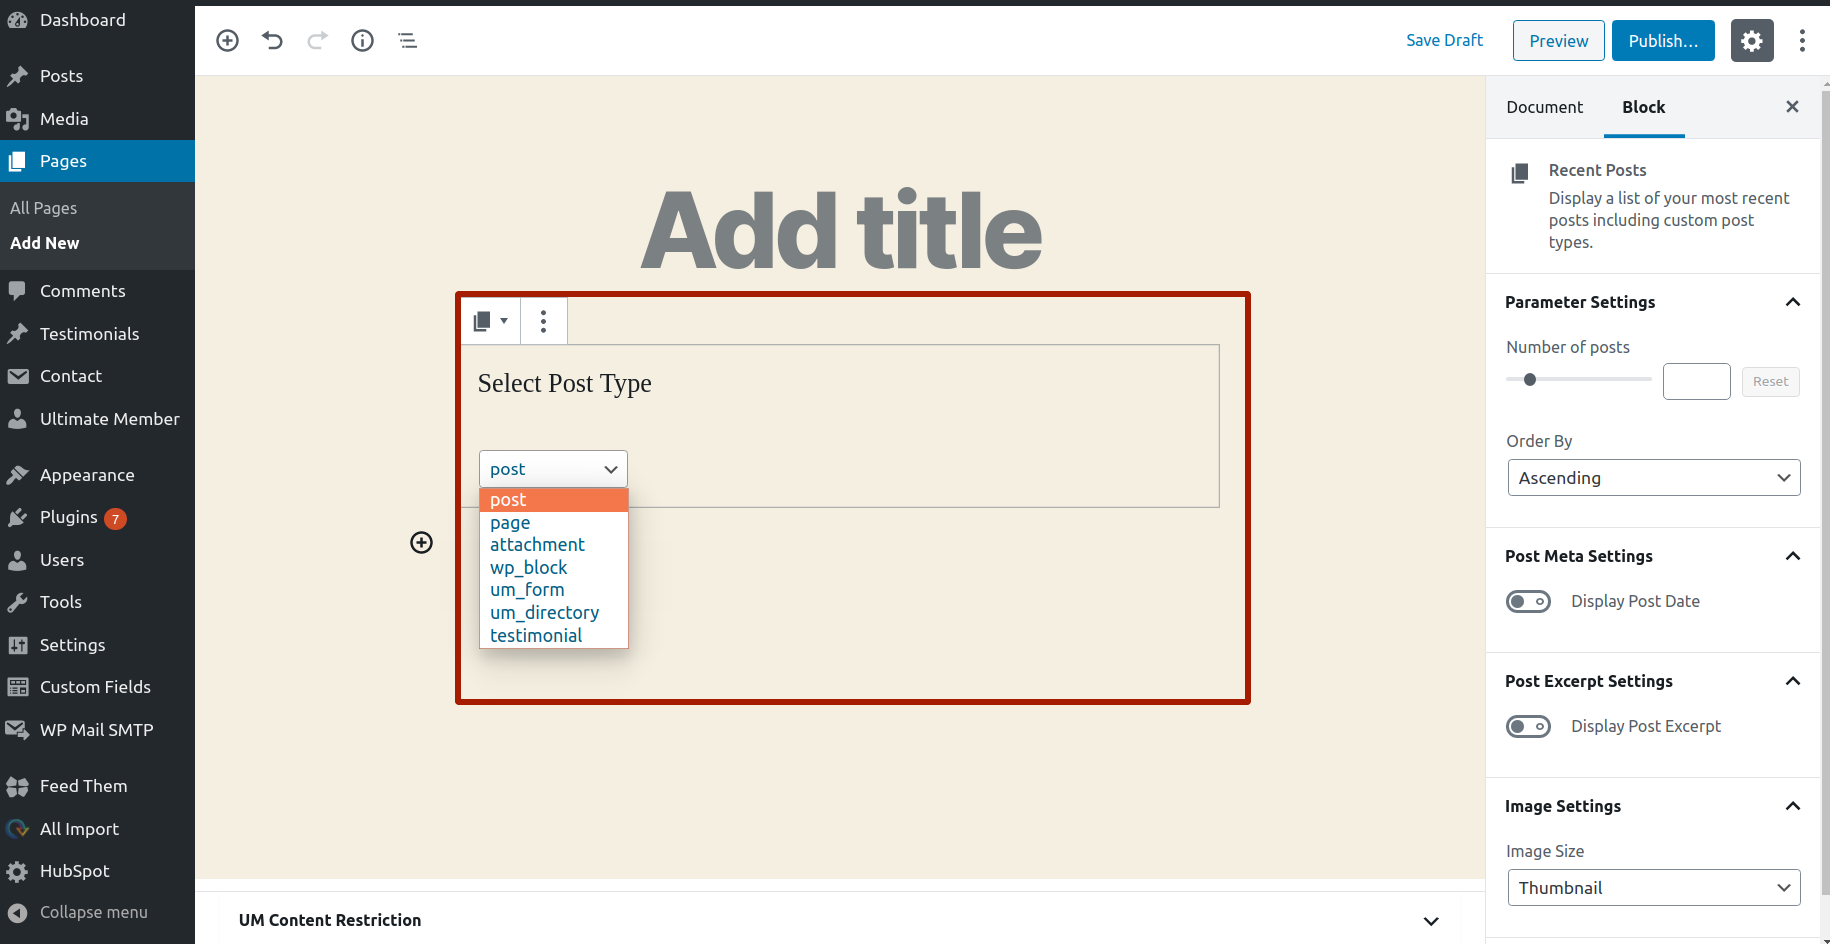 Dashboard
Posts
Media
Pages
All Pages
Add New
Comments
Testimonials
Contact
Ultimate Member
Appearance
Plugins 7
Users
Tools
Settings
Custom Fields
WP Mail SMTP
Feed Them
All Import
HubSpot
Collapse menu
Save Draft
Preview
Publish...
Add title
Select Post Type
post
post
page
attachment
wp_block
um_form
um_directory
testimonial
UM Content Restriction
Document
Block
Recent Posts
Display a list of your most recent
posts including custom post
types.
Parameter Settings
Number of posts
Reset
Order By
Ascending
Post Meta Settings
Display Post Date
Post Excerpt Settings
Display Post Excerpt
Image Settings
Image Size
Thumbnail